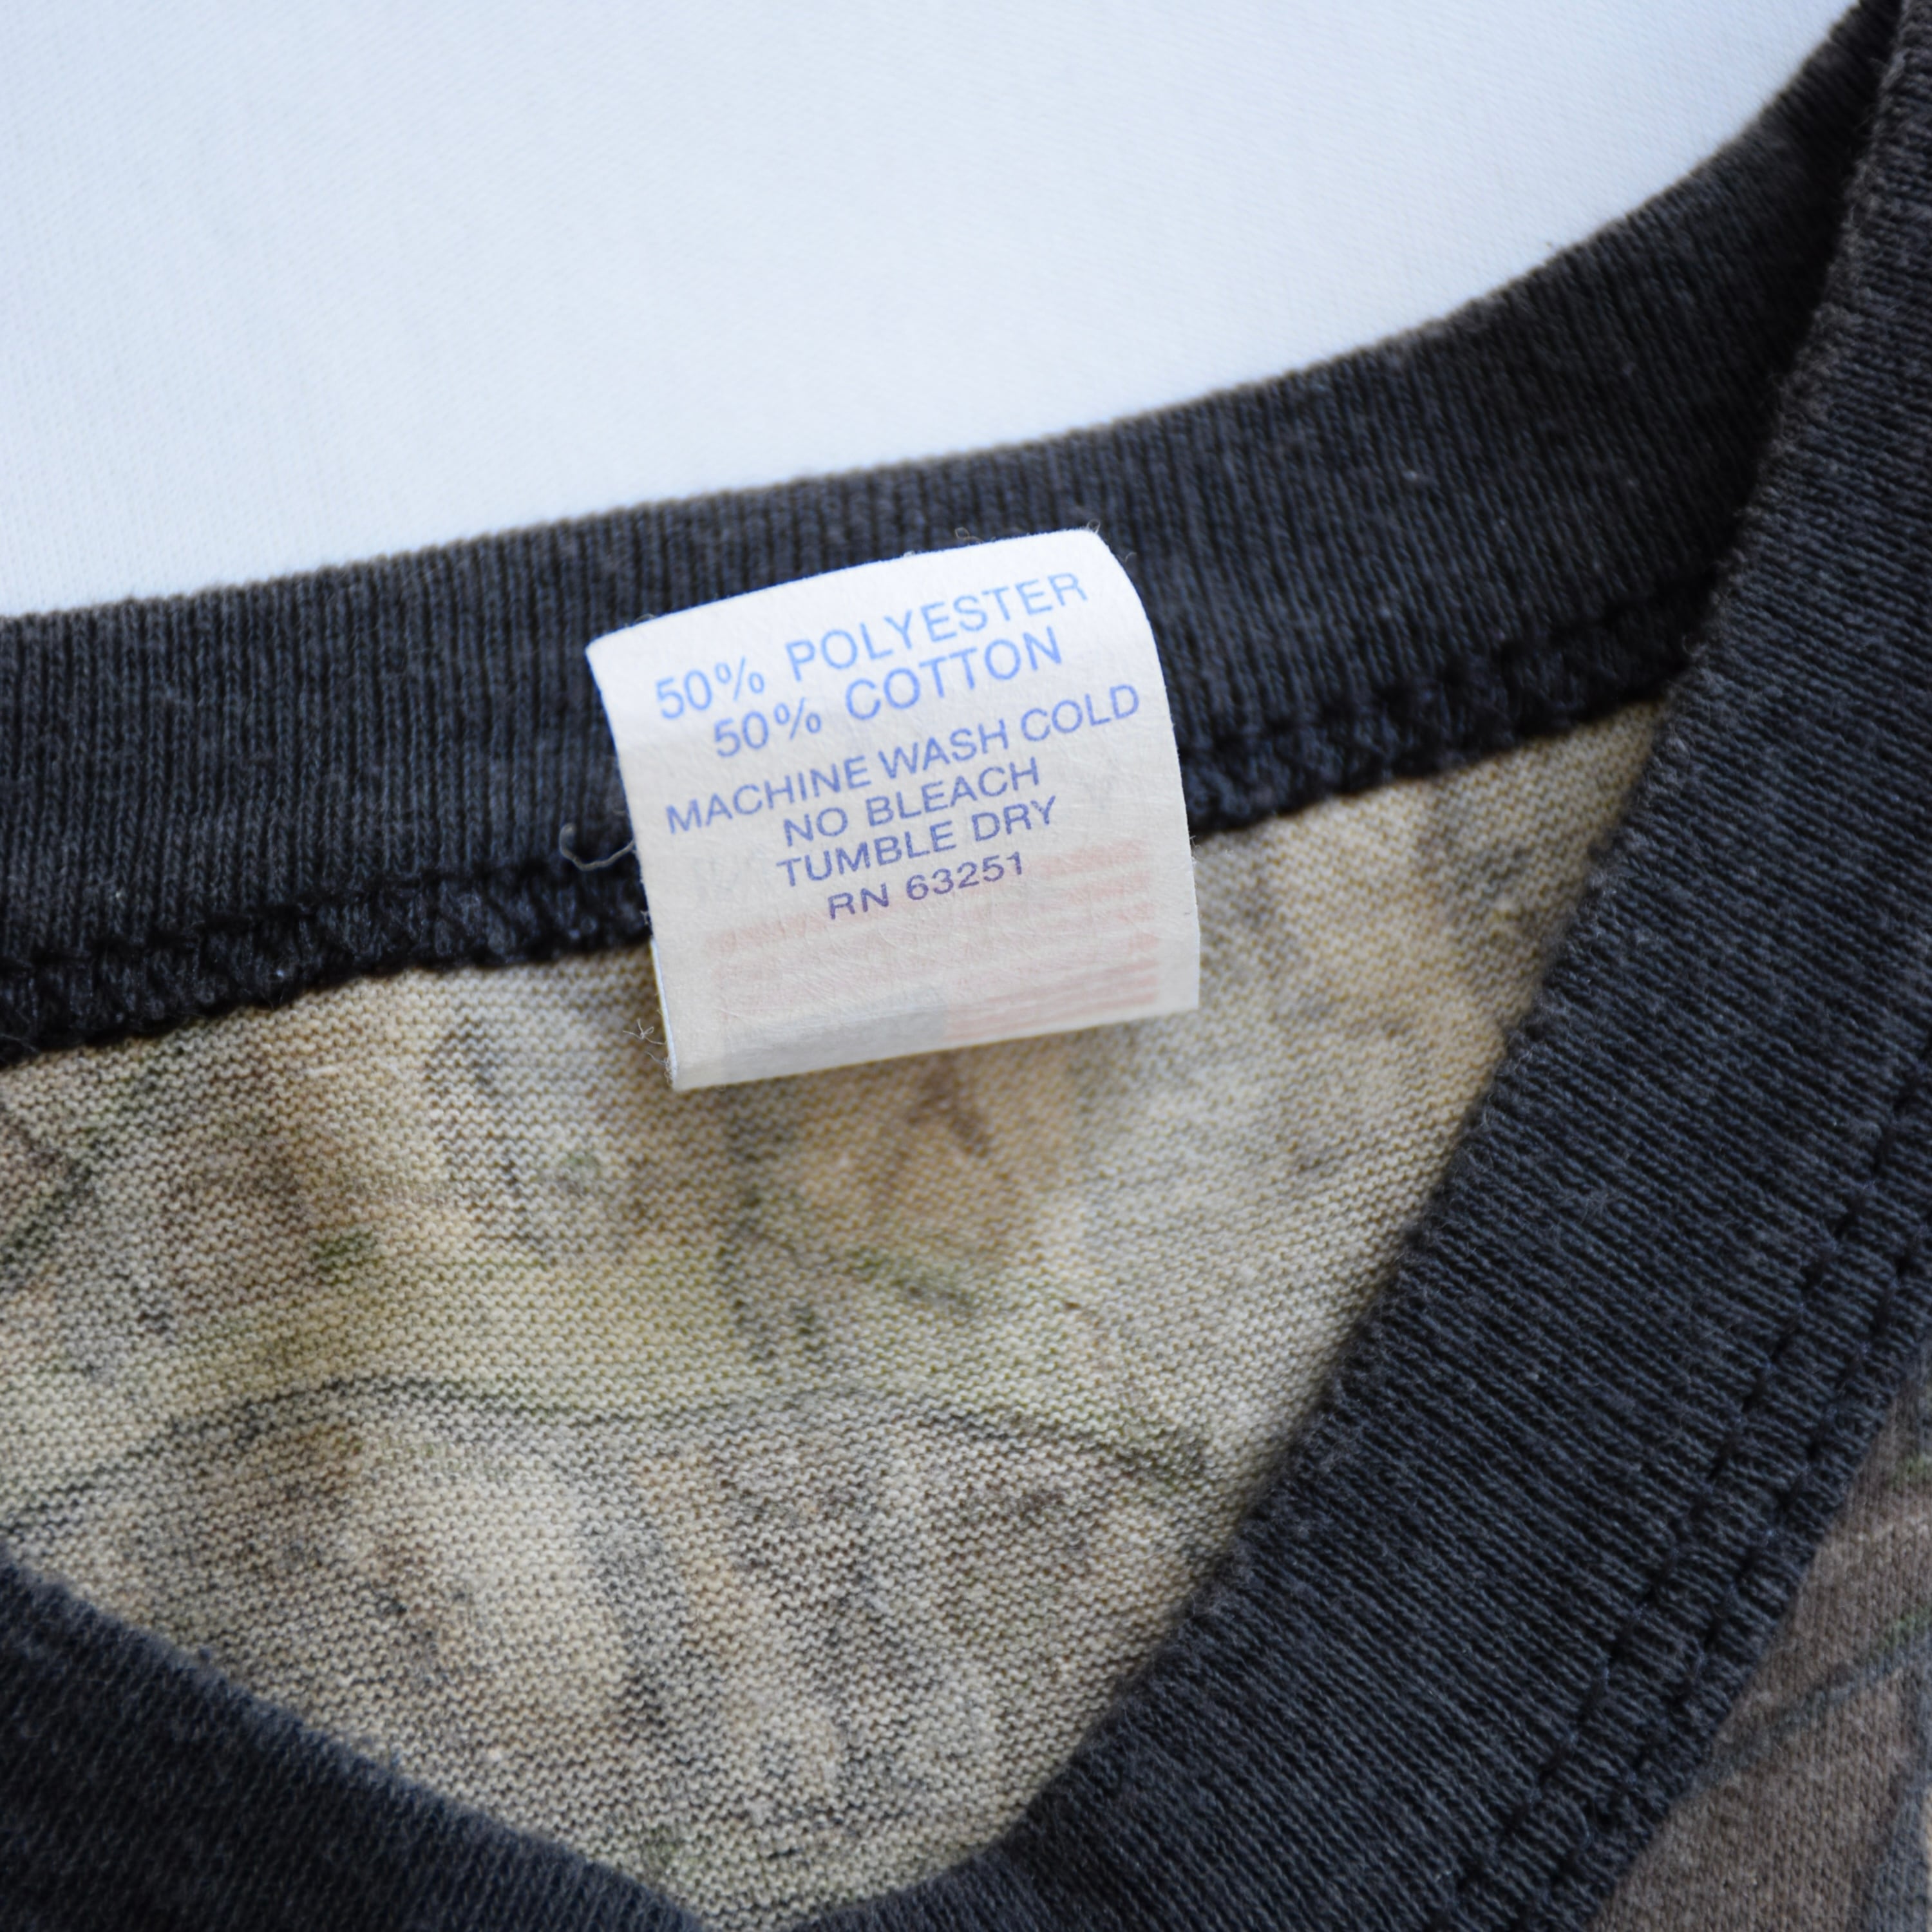 50% POLYESTER
50% COTTON
MACHINE WASH COLD
NO BLEACH
TUMBLE DRY
RN 63251